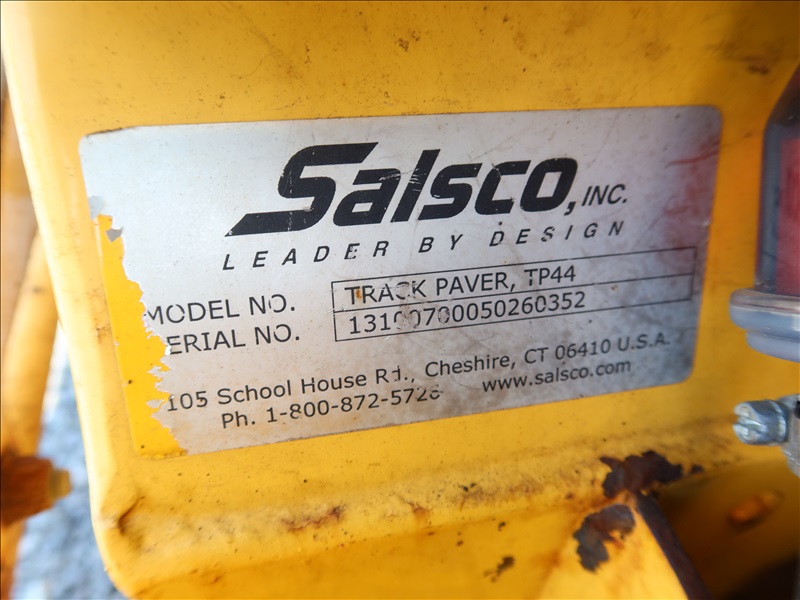 Salsco, INC.
LEADER BY DESIGN
MODEL NO. TRACK PAVER, TP44
ERIAL NO. 13100700050260352
105 School House Rd., Cheshire, CT 06410 U.S.A.
Ph. 1-800-872-5726 www.salsco.com